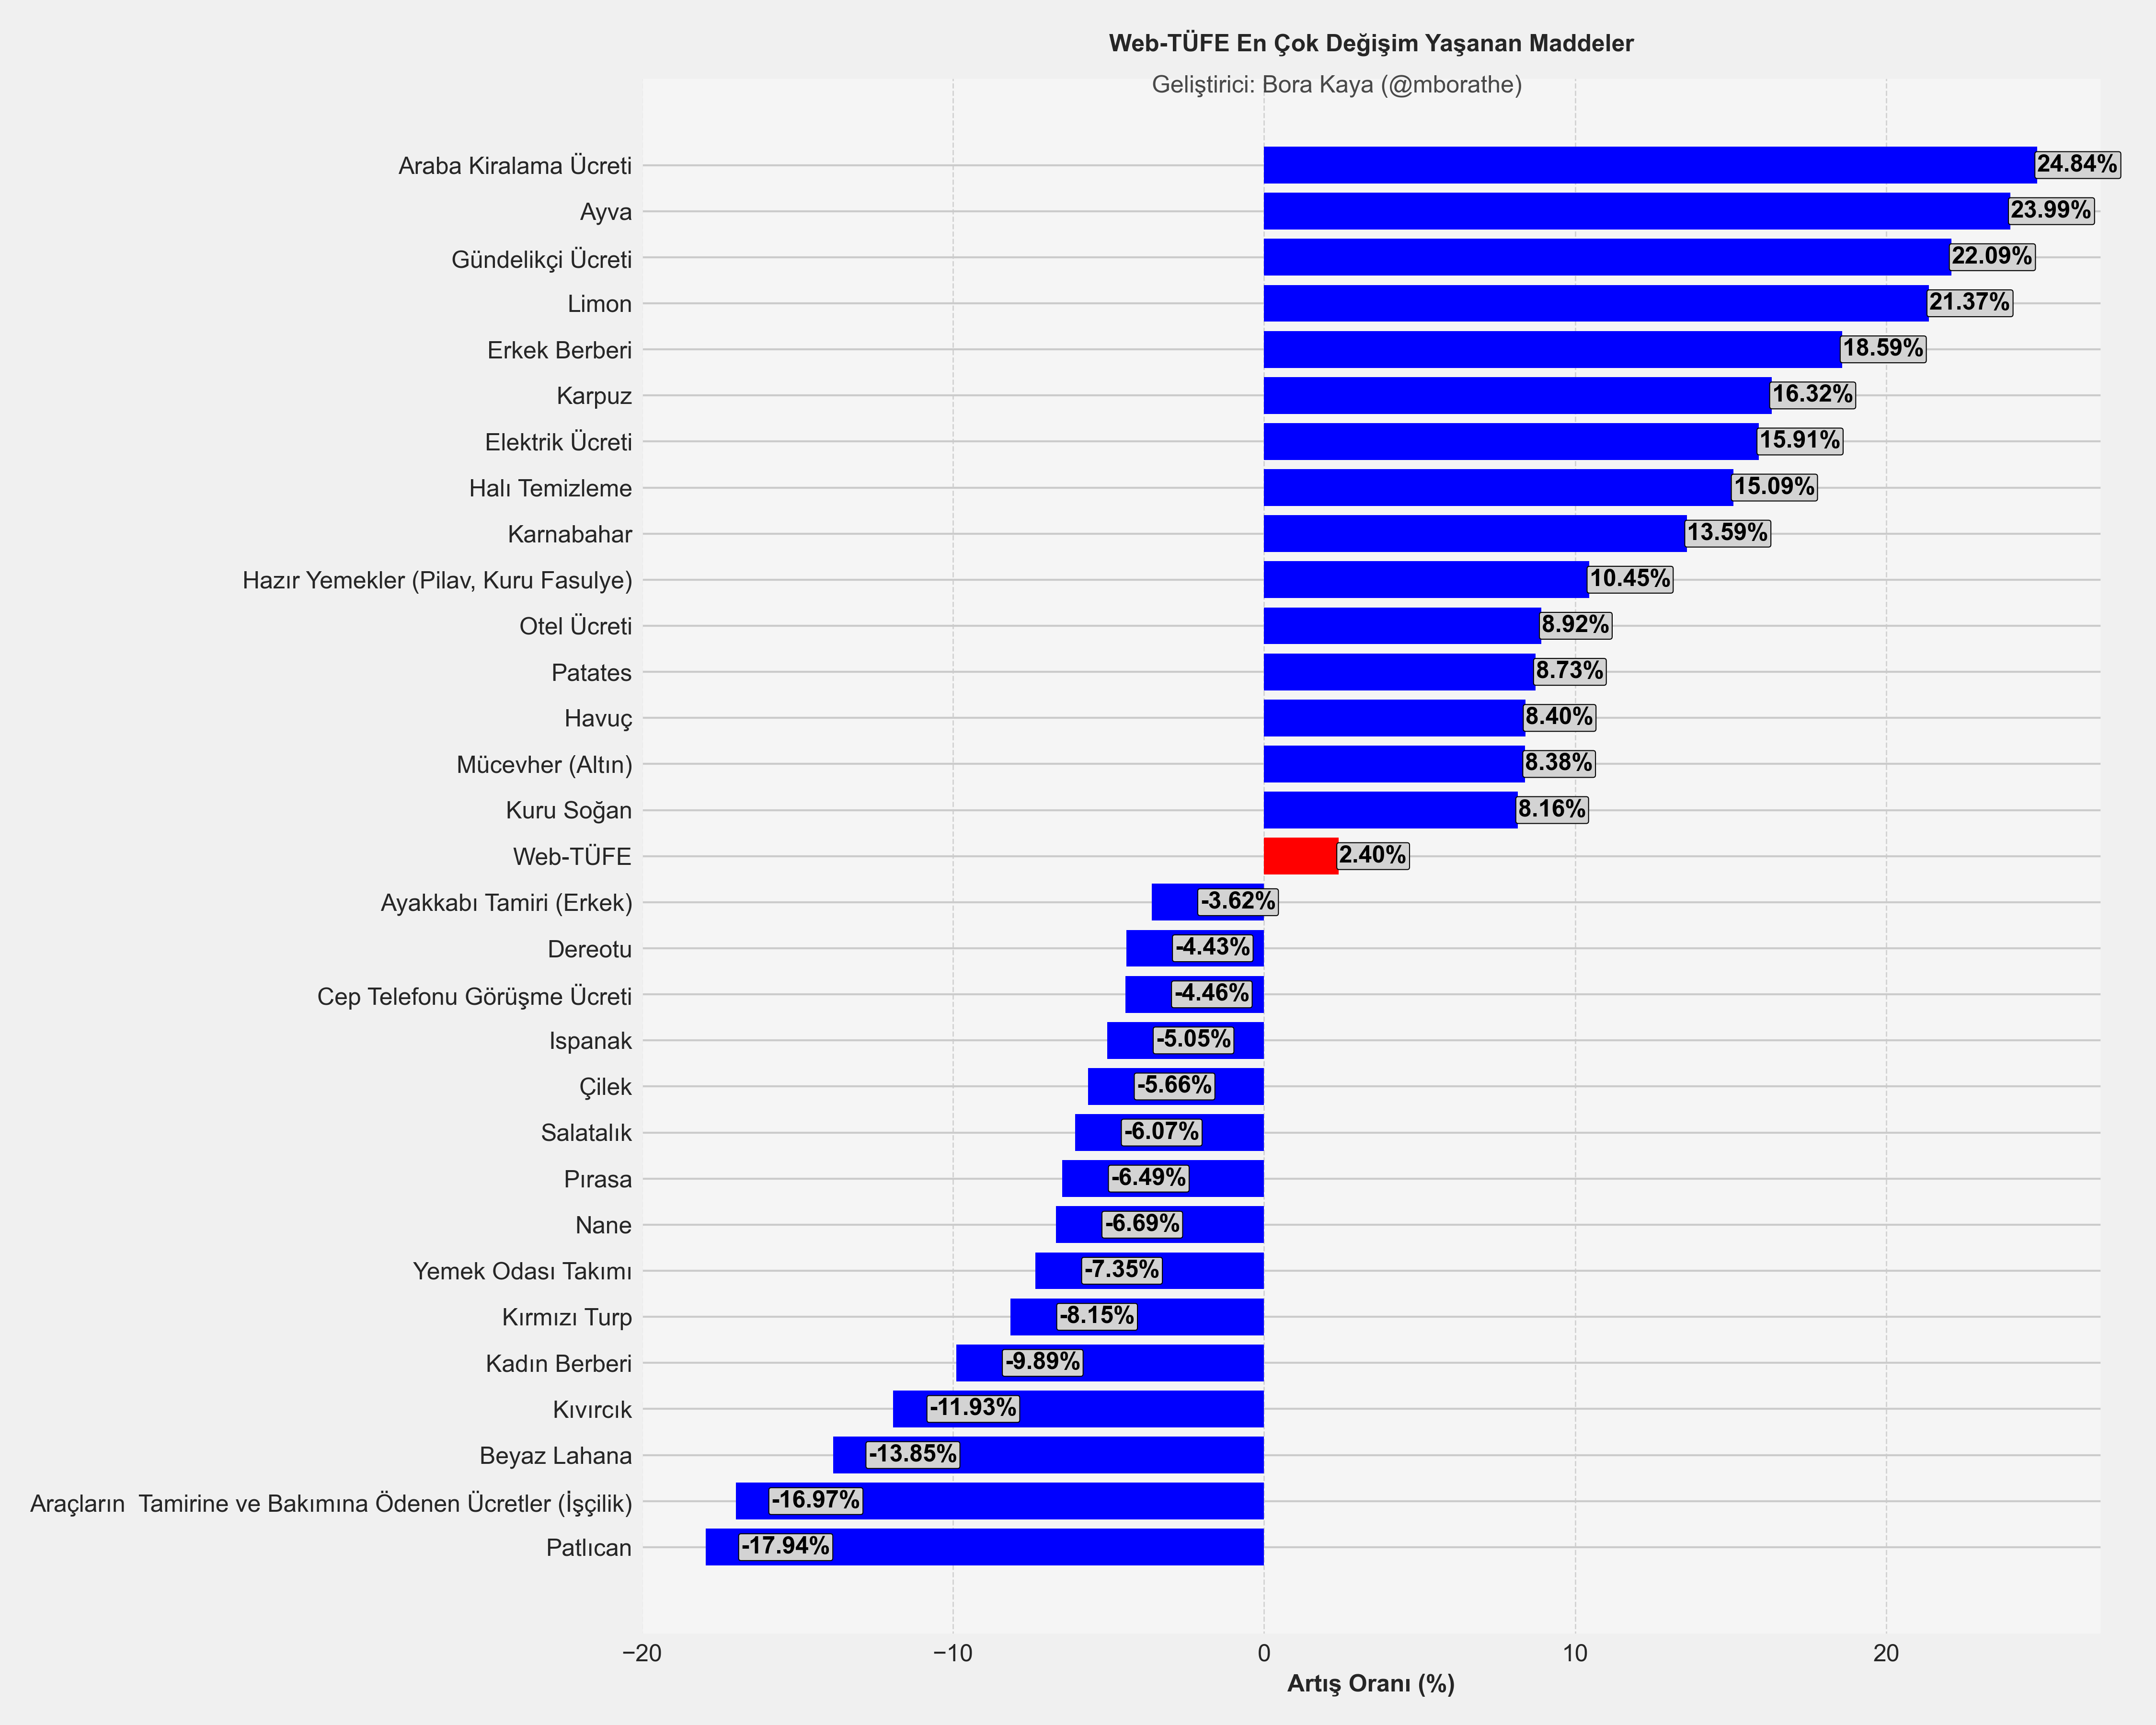 Web-TÜFE En Çok Değişim Yaşanan Maddeler
Geliştirici: Bora Kaya (@mborathe)
Araba Kiralama Ücreti 24.84%
Ayva 23.99%
Gündelikçi Ücreti 22.09%
Limon 21.37%
Erkek Berberi 18.59%
Karpuz 16.32%
Elektrik Ücreti 15.91%
Halı Temizleme 15.09%
Karnabahar 13.59%
Hazır Yemekler (Pilav, Kuru Fasulye) 10.45%
Otel Ücreti 8.92%
Patates 8.73%
Havuç 8.40%
Mücevher (Altın) 8.38%
Kuru Soğan 8.16%
Web-TÜFE 2.40%
Ayakkabı Tamiri (Erkek) -3.62%
Dereotu -4.43%
Cep Telefonu Görüşme Ücreti -4.46%
Ispanak -5.05%
Çilek -5.66%
Salatalık -6.07%
Pırasa -6.49%
Nane -6.69%
Yemek Odası Takımı -7.35%
Kırmızı Turp -8.15%
Kadın Berberi -9.89%
Kıvırcık -11.93%
Beyaz Lahana -13.85%
Araçların  Tamirine ve Bakımına Ödenen Ücretler (İşçilik) -16.97%
Patlıcan -17.94%
−20 −10 0 10 20
Artış Oranı (%)